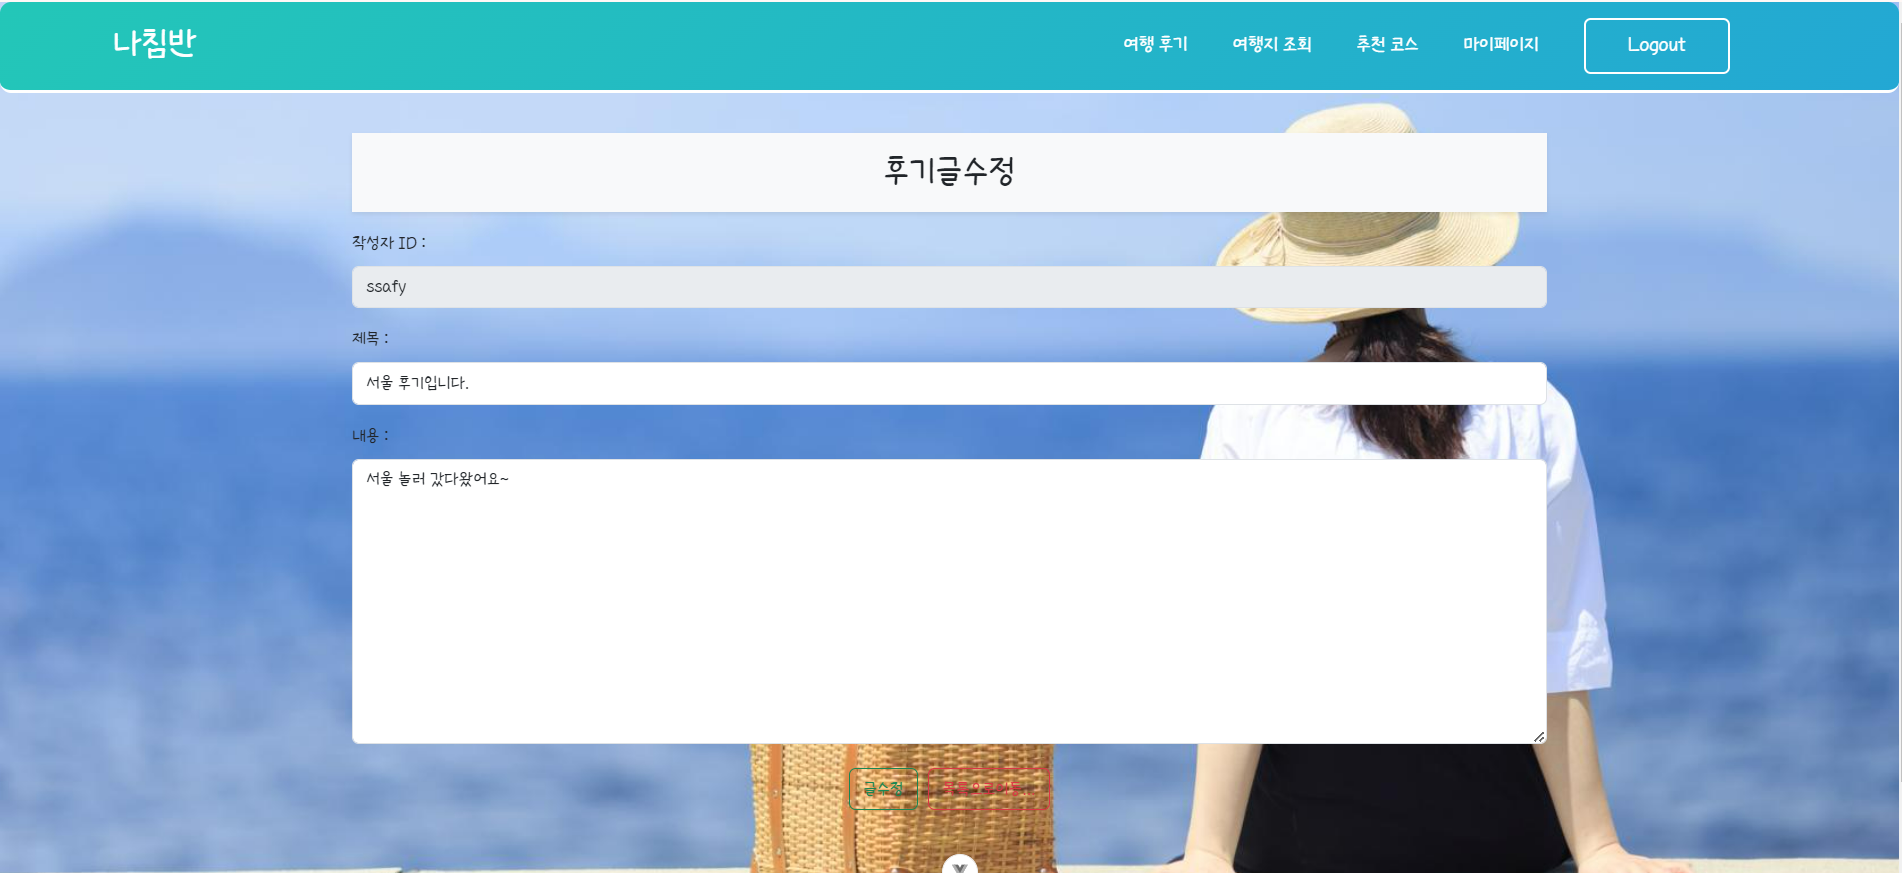 나침반
여행 후기 여행지 조회 추천 코스 마이페이지 Logout
후기글수정
작성자 ID :
ssafy
제목 :
서울 후기입니다.
내용 :
서울 놀러 갔다왔어요~
글수정